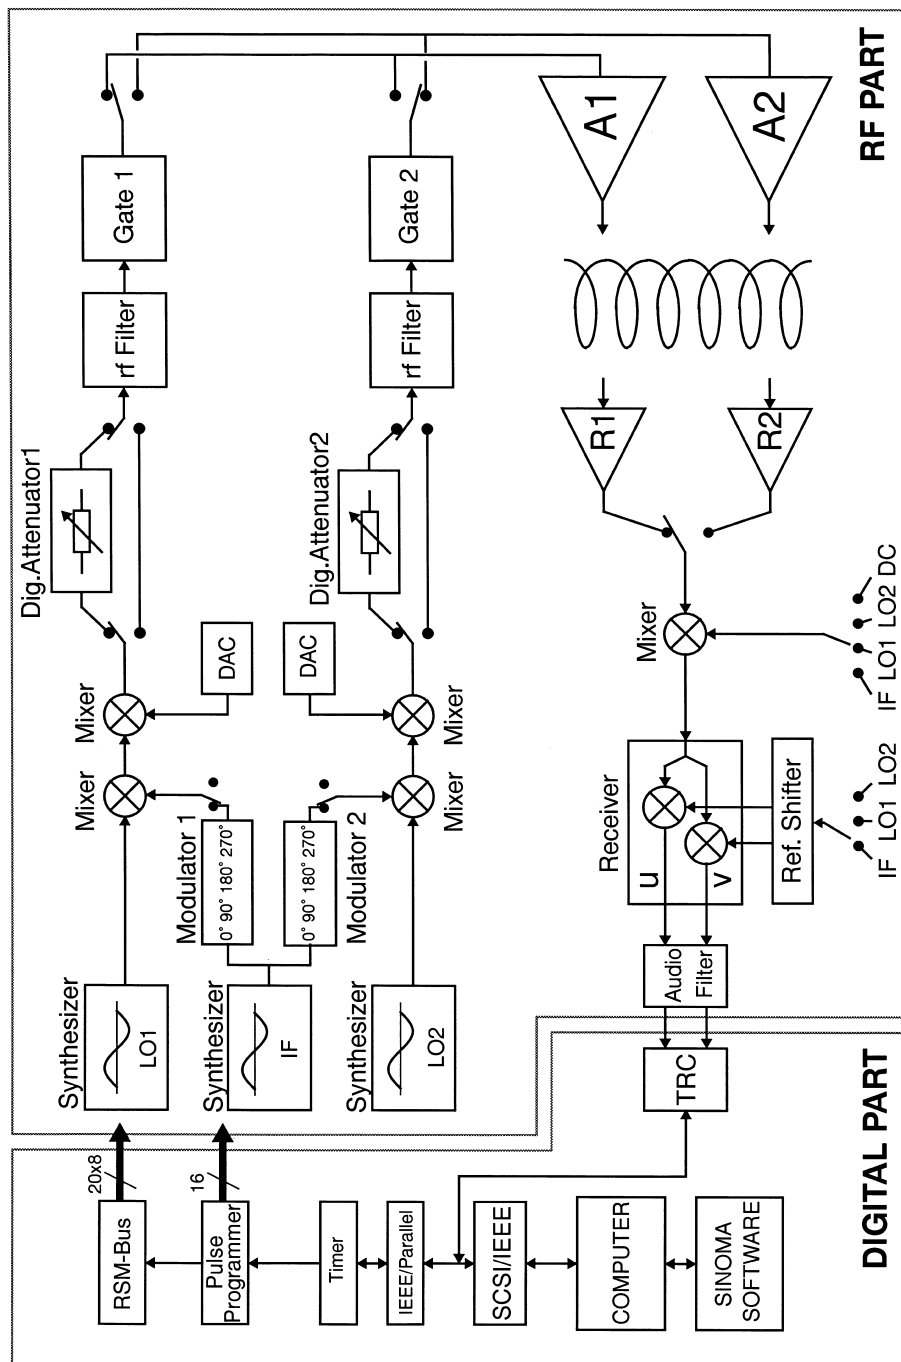 RF PART
A1
A2
Gate 1
Gate 2
rf Filter
rf Filter
R1
R2
Dig.Attenuator1
Dig.Attenuator2
DAC
DAC
Mixer
Mixer
Mixer
IF LO1 LO2 DC
Mixer
Mixer
Modulator 1
0° 90° 180° 270°
0° 90° 180° 270°
Modulator 2
Receiver
u
v
Ref. Shifter
IF LO1 LO2
Audio
Filter
Synthesizer
LO1
Synthesizer
IF
Synthesizer
LO2
TRC
DIGITAL PART
20x8
16
RSM-Bus
Pulse
Programmer
Timer
IEEE/Parallel
SCSI/IEEE
COMPUTER
SINOMA
SOFTWARE